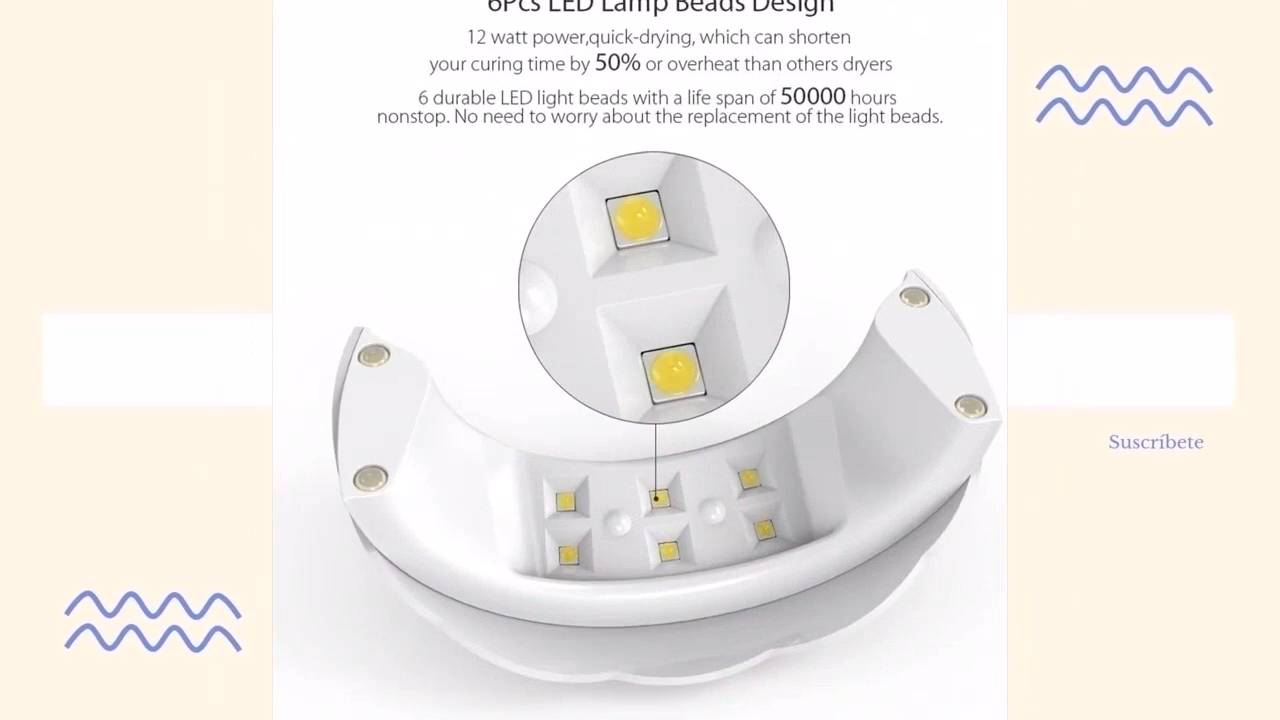 6Pcs LED Lamp Beads Design
12 watt power,quick-drying, which can shorten
your curing time by 50% or overheat than others dryers
6 durable LED light beads with a life span of 50000 hours
nonstop. No need to worry about the replacement of the light beads.
Suscríbete